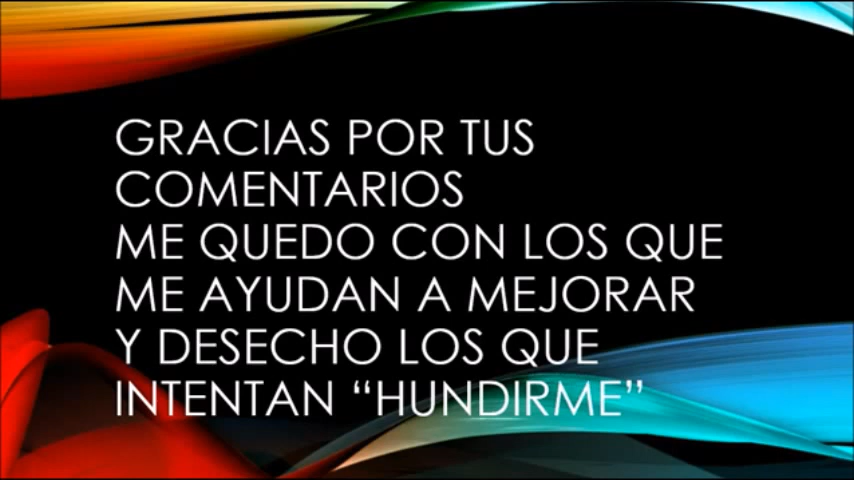 GRACIAS POR TUS
COMENTARIOS
ME QUEDO CON LOS QUE
ME AYUDAN A MEJORAR
Y DESECHO LOS QUE
INTENTAN “HUNDIRME”